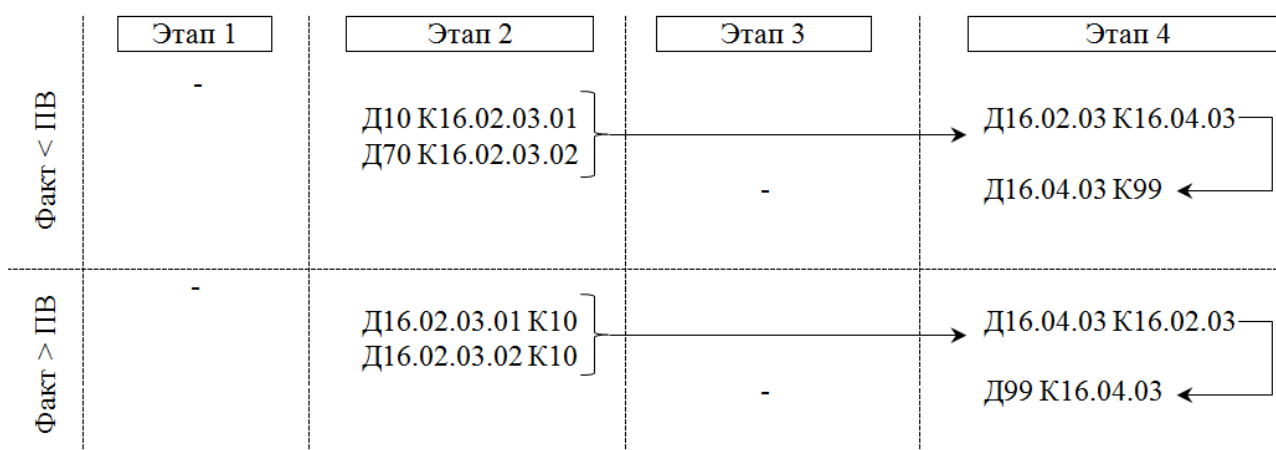 Этап 1
Этап 2
Этап 3
Этап 4
Факт < ПВ
-
Д10 К16.02.03.01
Д70 К16.02.03.02
-
Д16.02.03 К16.04.03
Д16.04.03 К99
Факт > ПВ
-
Д16.02.03.01 К10
Д16.02.03.02 К10
-
Д16.04.03 К16.02.03
Д99 К16.04.03